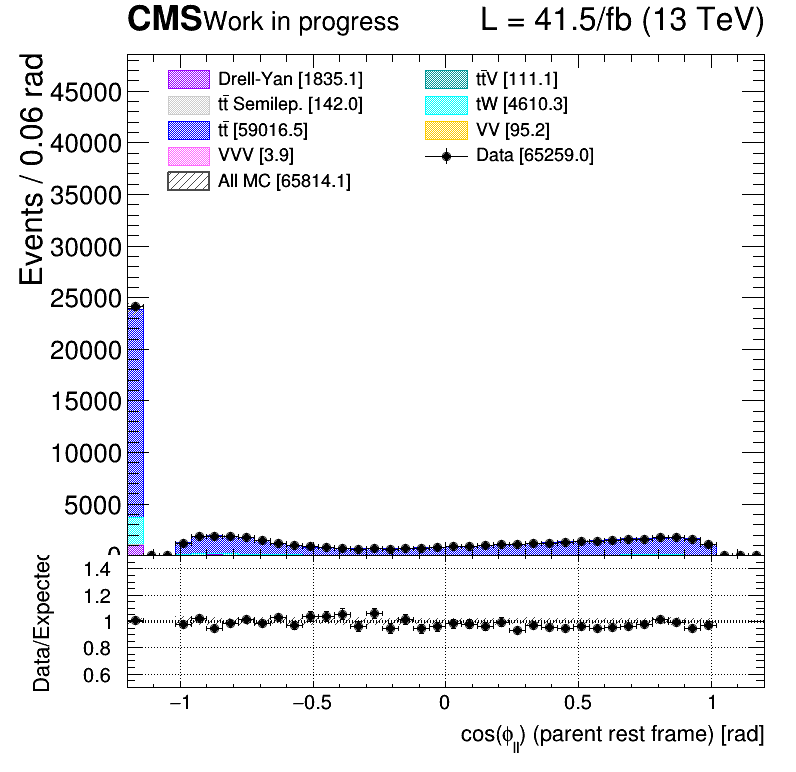 CMS Work in progress L = 41.5/fb (13 TeV)
Events / 0.06 rad
Drell-Yan [1835.1]
tt̄V [111.1]
tt̄ Semilep. [142.0]
tW [4610.3]
tt̄ [59016.5]
VV [95.2]
VVV [3.9]
Data [65259.0]
All MC [65814.1]
45000
40000
35000
30000
25000
20000
15000
10000
5000
0
Data/Expected
1.4
1.2
1
0.8
0.6
−1 −0.5 0 0.5 1
cos(ϕll) (parent rest frame) [rad]